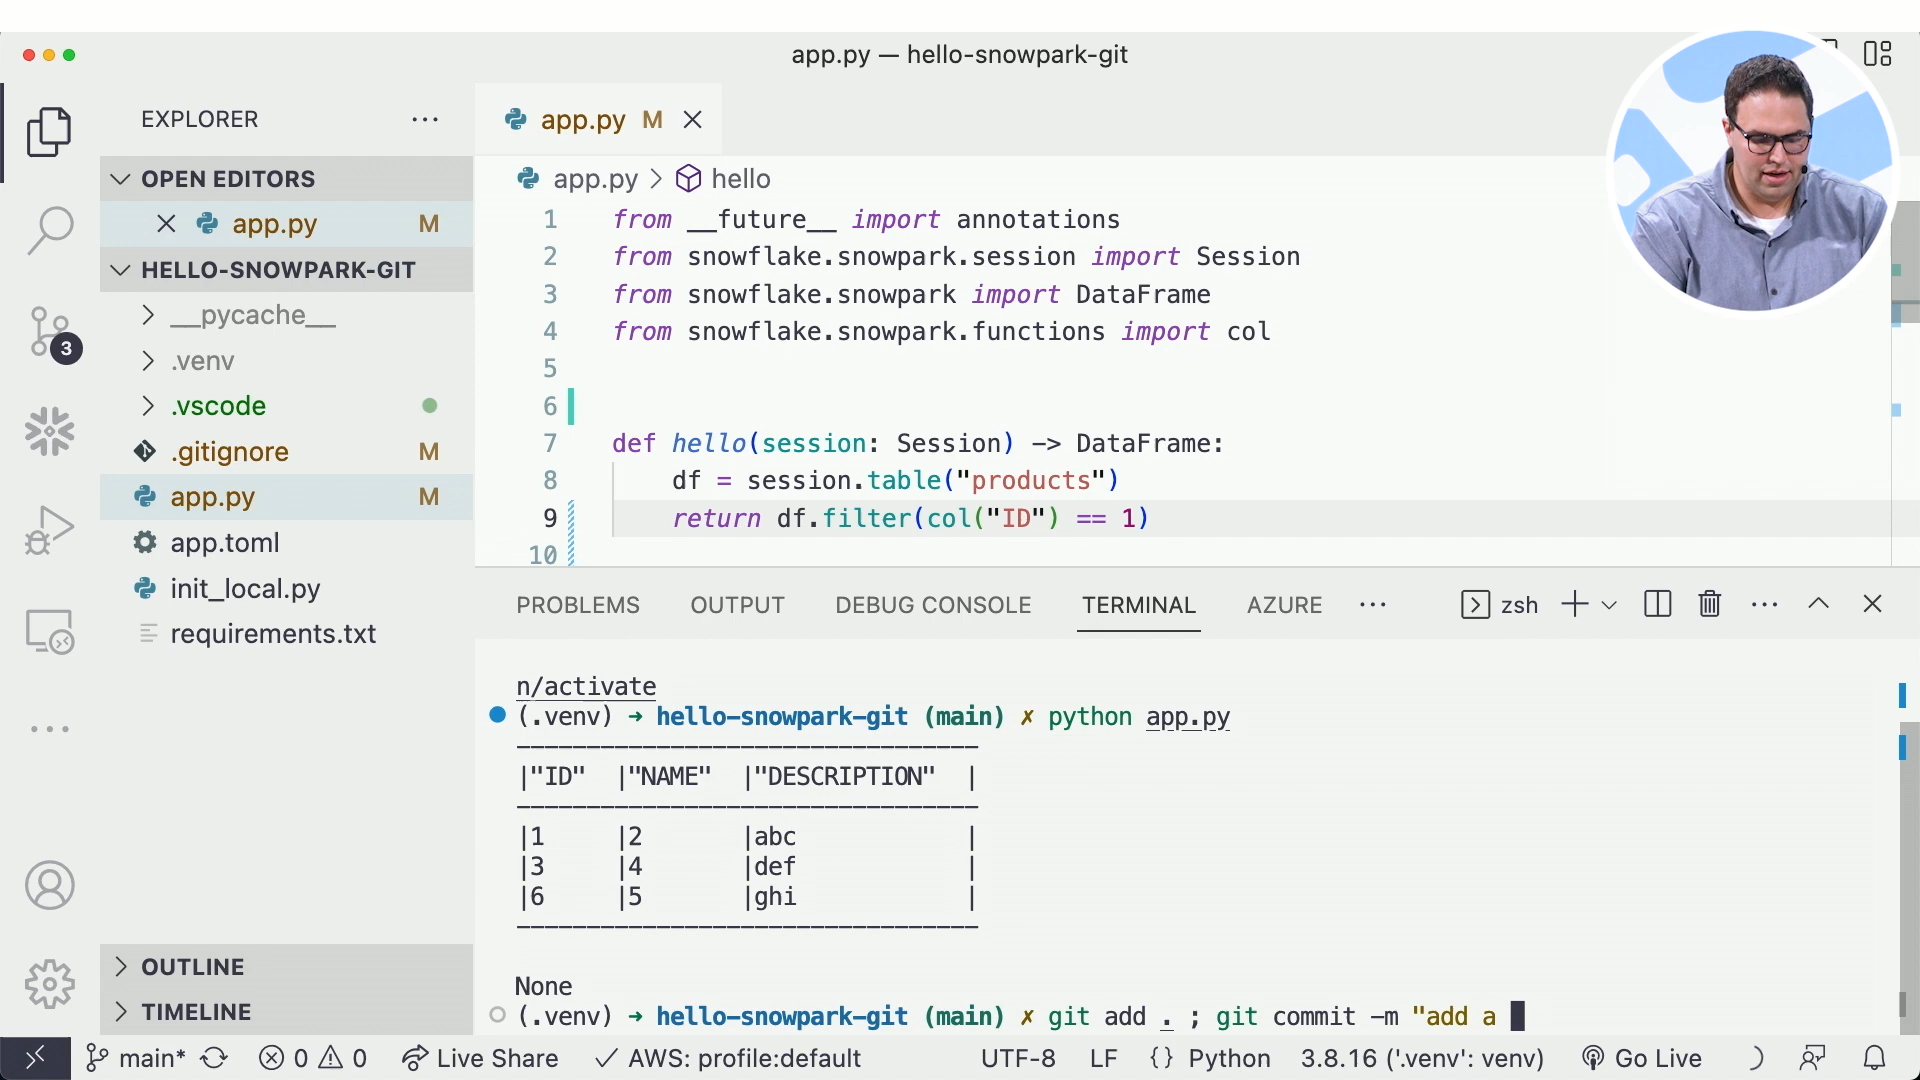 app.py — hello-snowpark-git
EXPLORER
OPEN EDITORS
app.py M
HELLO-SNOWPARK-GIT
__pycache__
.venv
.vscode
.gitignore M
app.py M
app.toml
init_local.py
requirements.txt
OUTLINE
TIMELINE
3
app.py M
app.py > hello
1 from __future__ import annotations
2 from snowflake.snowpark.session import Session
3 from snowflake.snowpark import DataFrame
4 from snowflake.snowpark.functions import col
5
6
7 def hello(session: Session) -> DataFrame:
8 df = session.table("products")
9 return df.filter(col("ID") == 1)
10
PROBLEMS OUTPUT DEBUG CONSOLE TERMINAL AZURE ... zsh
n/activate
(.venv) ➜ hello-snowpark-git (main) ✗ python app.py
---------------------------------
|"ID" |"NAME" |"DESCRIPTION" |
---------------------------------
|1 |2 |abc |
|3 |4 |def |
|6 |5 |ghi |
---------------------------------
None
(.venv) ➜ hello-snowpark-git (main) ✗ git add . ; git commit -m "add a
main* 0 0 Live Share AWS: profile:default UTF-8 LF {} Python 3.8.16 ('.venv': venv) Go Live